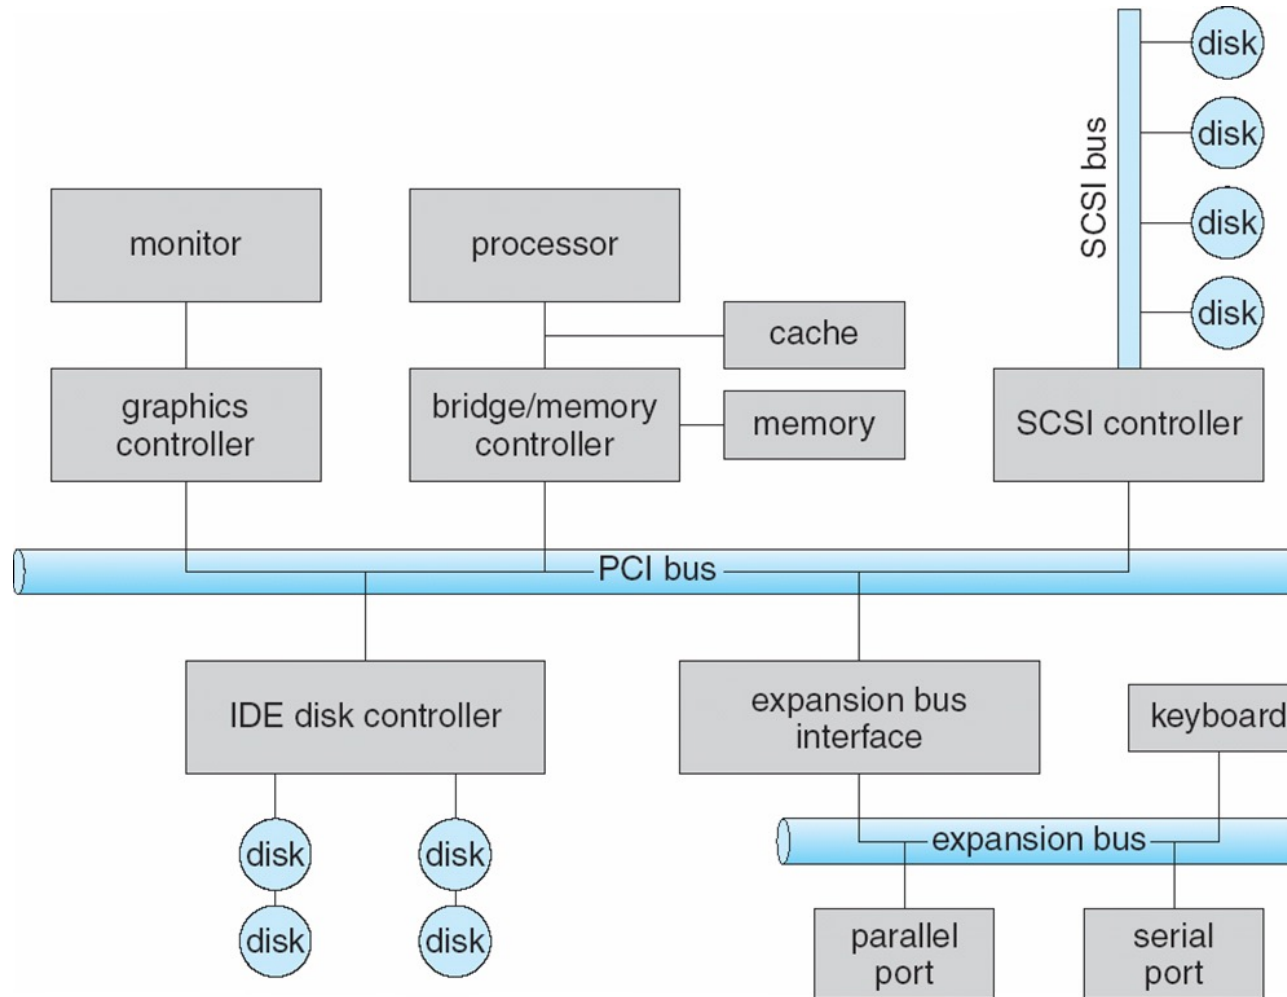 disk
disk
disk
disk
SCSI bus
monitor
processor
cache
graphics
controller
bridge/memory
controller
memory
SCSI controller
PCI bus
IDE disk controller
expansion bus
interface
keyboard
disk
disk
disk
disk
expansion bus
parallel
port
serial
port